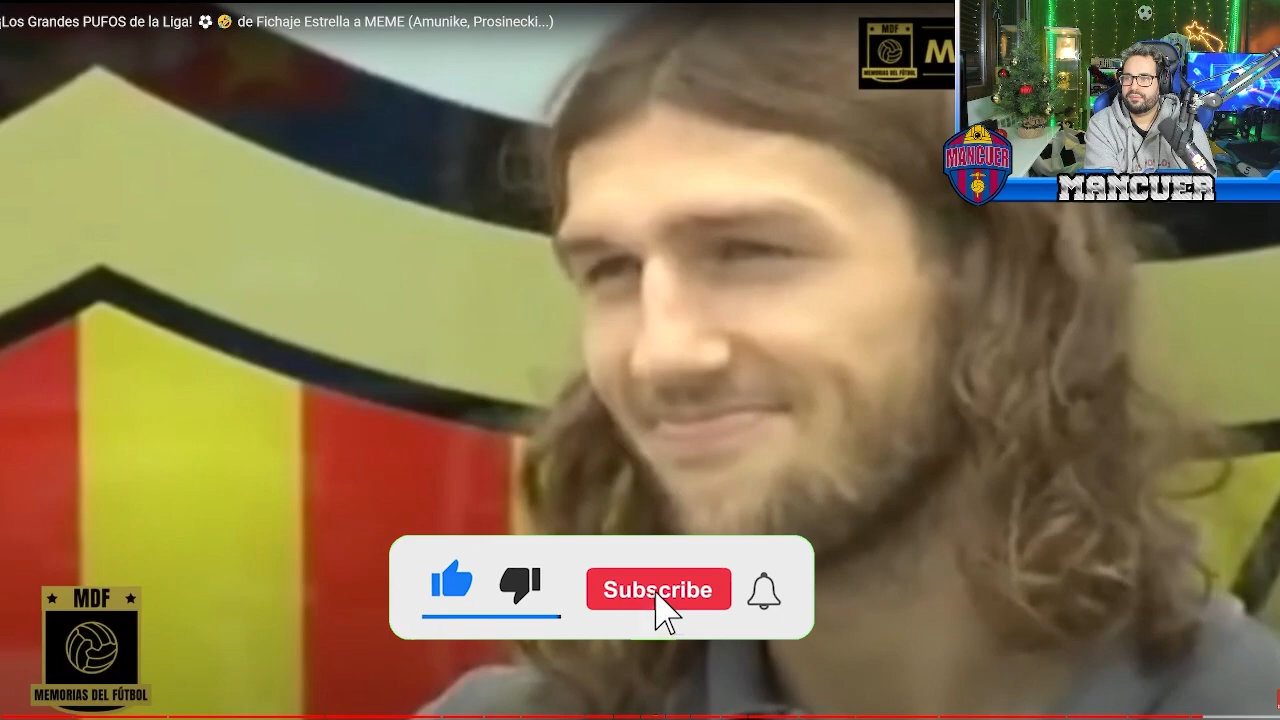 ¡Los Grandes PUFOS de la Liga! ⚽ 🤣 de Fichaje Estrella a MEME (Amunike, Prosinecki...)
MDF
MEMORIAS DEL FÚTBOL
M
MANCUER
MANCUER
Subscribe
MDF
MEMORIAS DEL FÚTBOL